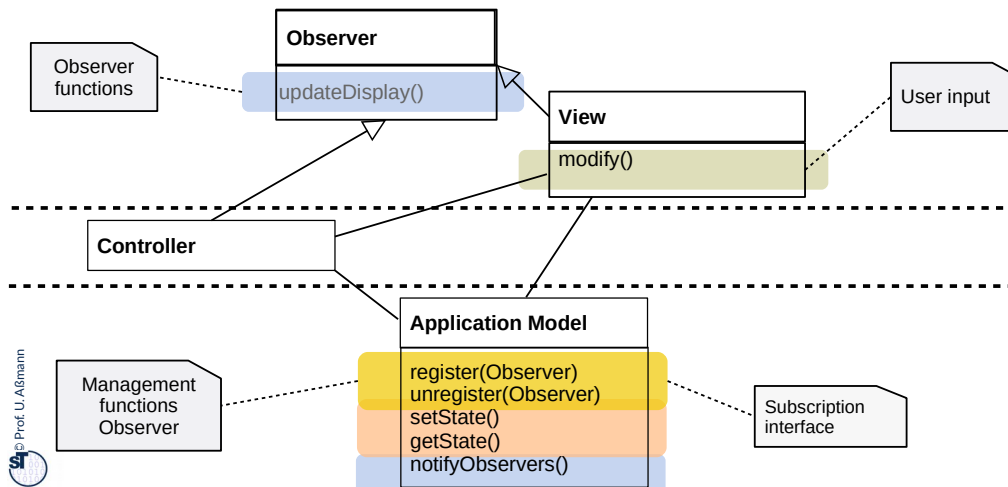 Observer
Observer
functions
updateDisplay()
User input
View
modify()
Controller
Application Model
register(Observer)
unregister(Observer)
setState()
getState()
notifyObservers()
Management
functions
Observer
Subscription
interface
© Prof. U. Aßmann
ST